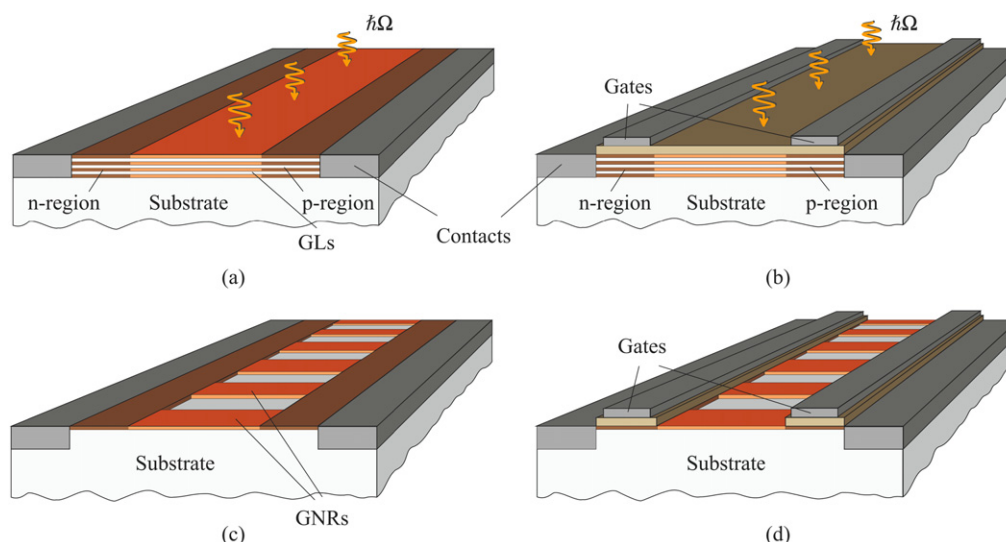 ℏΩ
n-region
Substrate
p-region
GLs
Contacts
(a)
ℏΩ
Gates
n-region
Substrate
p-region
(b)
Substrate
GNRs
(c)
Gates
Substrate
(d)